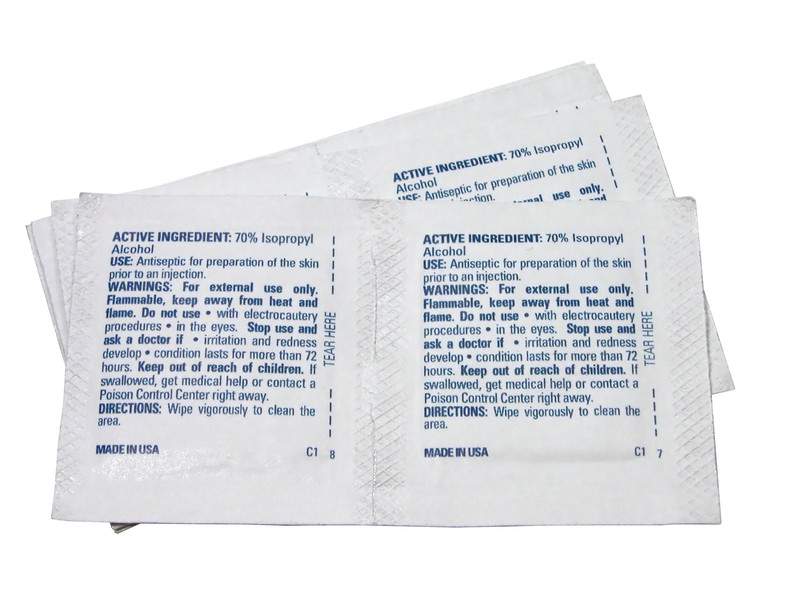 ACTIVE INGREDIENT: 70% Isopropyl
Alcohol
USE: Antiseptic for preparation of the skin
ACTIVE INGREDIENT: 70% Isopropyl
Alcohol
USE: Antiseptic for preparation of the skin
prior to an injection.
WARNINGS: For external use only.
Flammable, keep away from heat and
flame. Do not use • with electrocautery
procedures • in the eyes. Stop use and
ask a doctor if • irritation and redness
develop • condition lasts for more than 72
hours. Keep out of reach of children. If
swallowed, get medical help or contact a
Poison Control Center right away.
DIRECTIONS: Wipe vigorously to clean the
area.
MADE IN USA C1 8
TEAR HERE
ACTIVE INGREDIENT: 70% Isopropyl
Alcohol
USE: Antiseptic for preparation of the skin
prior to an injection.
WARNINGS: For external use only.
Flammable, keep away from heat and
flame. Do not use • with electrocautery
procedures • in the eyes. Stop use and
ask a doctor if • irritation and redness
develop • condition lasts for more than 72
hours. Keep out of reach of children. If
swallowed, get medical help or contact a
Poison Control Center right away.
DIRECTIONS: Wipe vigorously to clean the
area.
MADE IN USA C1 7
TEAR HERE